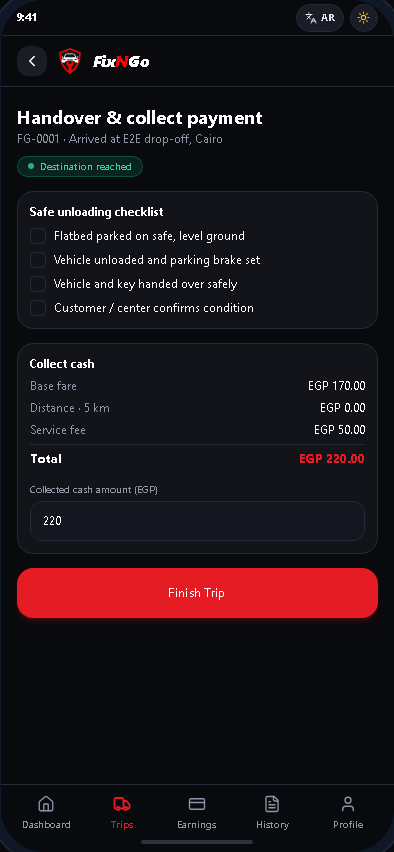 9:41
AR
FixNGo
Handover & collect payment
FG-0001 · Arrived at E2E drop-off, Cairo
Destination reached
Safe unloading checklist
Flatbed parked on safe, level ground
Vehicle unloaded and parking brake set
Vehicle and key handed over safely
Customer / center confirms condition
Collect cash
Base fare EGP 170.00
Distance · 5 km EGP 0.00
Service fee EGP 50.00
Total EGP 220.00
Collected cash amount (EGP)
220
Finish Trip
Dashboard Trips Earnings History Profile